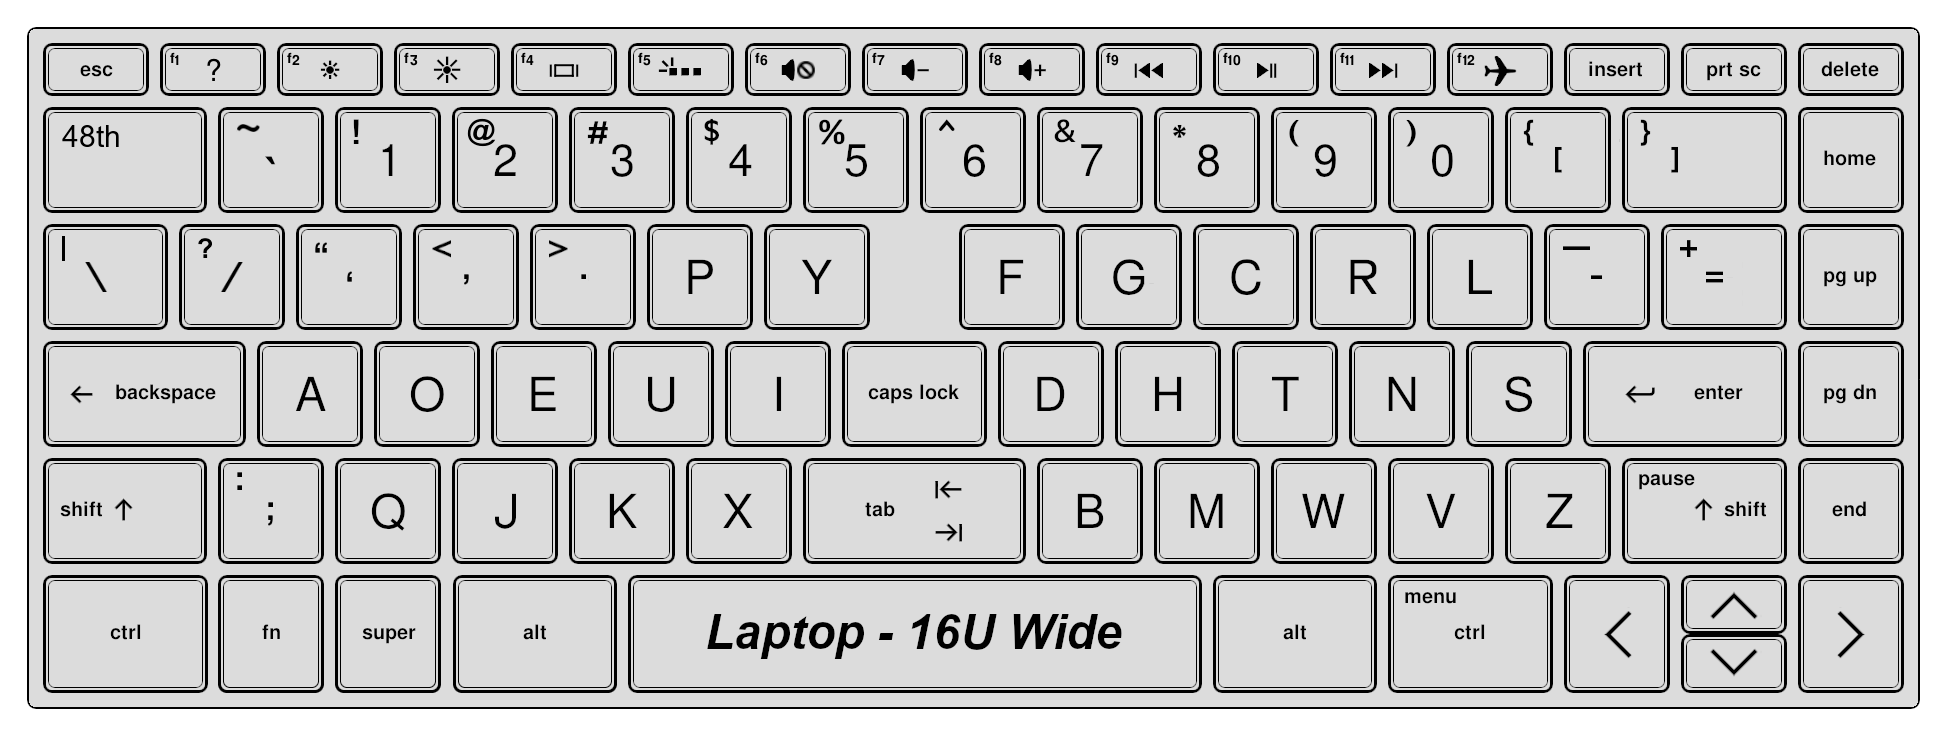 esc f1 ? f2 f3 f4 f5 f6 f7 - f8 + f9 f10 f11 f12 insert prt sc delete
48th ~ ` ! 1 @ 2 # 3 $ 4 % 5 ^ 6 & 7 * 8 ( 9 ) 0 { [ } ] home
| \ ? / “ ‘ < , > . P Y F G C R L — - + = pg up
← backspace A O E U I caps lock D H T N S ↵ enter pg dn
shift ↑ : ; Q J K X tab B M W V Z pause ↑ shift end
ctrl fn super alt Laptop - 16U Wide alt menu ctrl